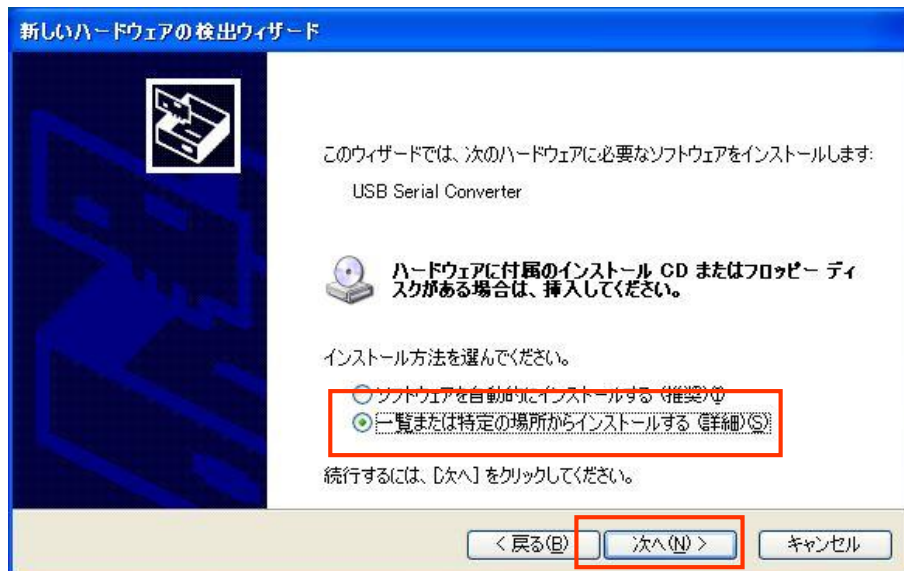 新しいハードウェアの検出ウィザード
このウィザードでは、次のハードウェアに必要なソフトウェアをインストールします:
USB Serial Converter
ハードウェアに付属のインストール CD またはフロッピー ディ
スクがある場合は、挿入してください。
インストール方法を選んでください。
ソフトウェアを自動的にインストールする (推奨)(I)
一覧または特定の場所からインストールする (詳細)(S)
続行するには、[次へ] をクリックしてください。
< 戻る(B)
次へ(N) >
キャンセル